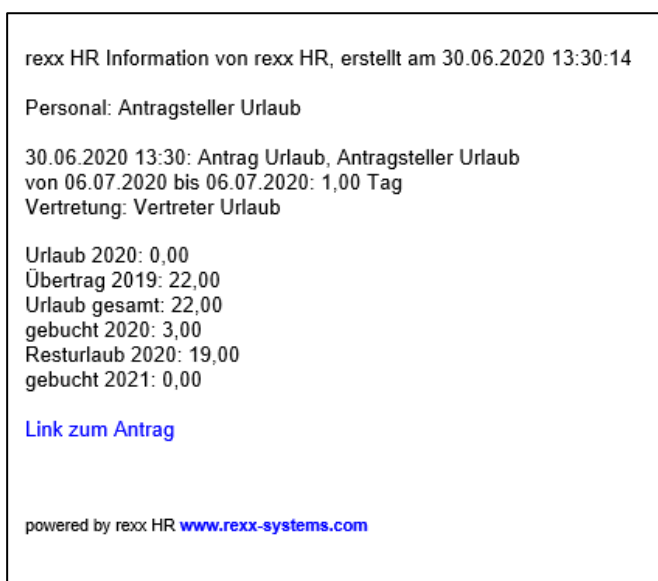 rexx HR Information von rexx HR, erstellt am 30.06.2020 13:30:14
Personal: Antragsteller Urlaub
30.06.2020 13:30: Antrag Urlaub, Antragsteller Urlaub
von 06.07.2020 bis 06.07.2020: 1,00 Tag
Vertretung: Vertreter Urlaub
Urlaub 2020: 0,00
Übertrag 2019: 22,00
Urlaub gesamt: 22,00
gebucht 2020: 3,00
Resturlaub 2020: 19,00
gebucht 2021: 0,00
Link zum Antrag
powered by rexx HR www.rexx-systems.com